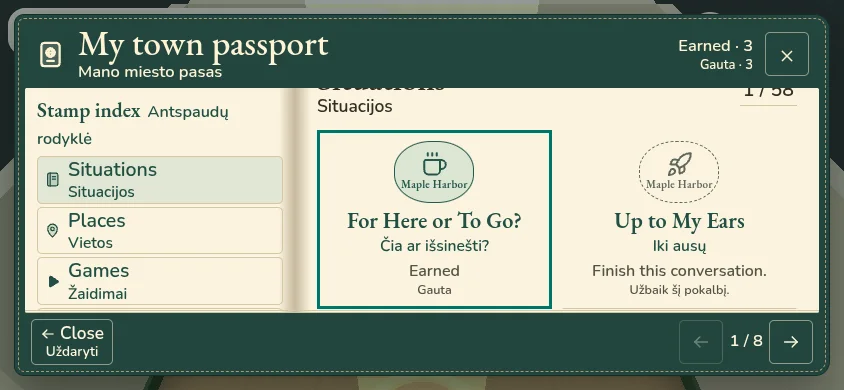 My town passport
Mano miesto pasas
Earned · 3
Gauta · 3
Stamp index Antspaudų
rodyklė
Situations
Situacijos
Places
Vietos
Games
Žaidimai
Situations
Situacijos
1 / 58
Maple Harbor
For Here or To Go?
Čia ar išsinešti?
Earned
Gauta
Maple Harbor
Up to My Ears
Iki ausų
Finish this conversation.
Užbaik šį pokalbį.
← Close
Uždaryti
1 / 8